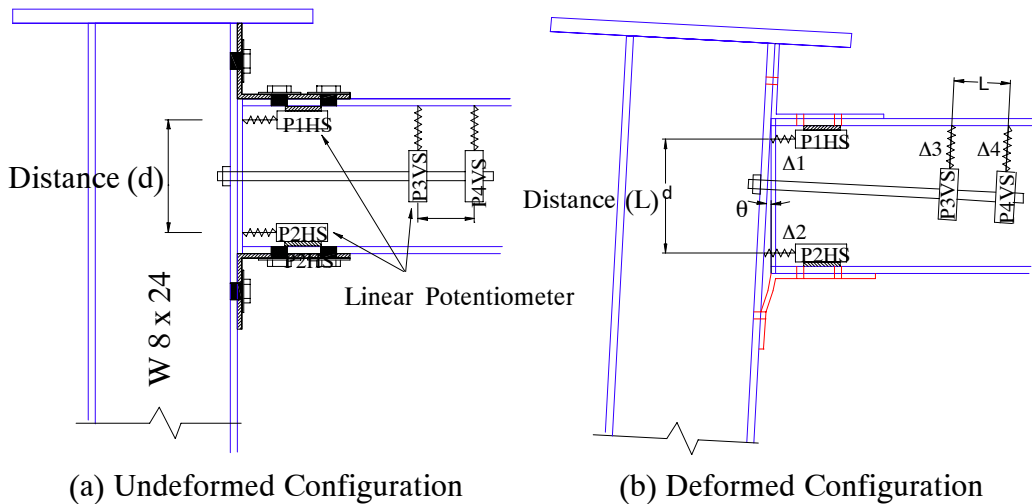 P1HS
Distance (d)
P3VS
P4VS
P2HS
P2HS
Linear Potentiometer
W 8 x 24
(a) Undeformed Configuration
L
P1HS
Δ1
Δ3
Δ4
Distance (L) d
P3VS
P4VS
θ
Δ2
P2HS
(b) Deformed Configuration